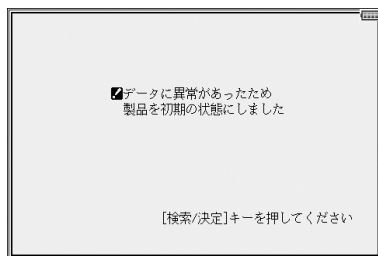 データに異常があったため
製品を初期の状態にしました
[検索/決定]キーを押してください